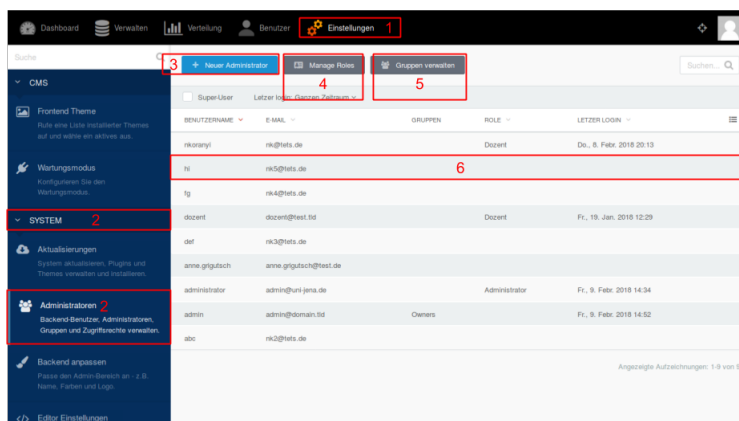 Dashboard Verwalten Verteilung Benutzer Einstellungen 1
Suche
3 + Neuer Administrator Manage Roles Gruppen verwalten Suchen...
4 5
CMS
Super-User Letzer login: Ganzen Zeitraum
Frontend Theme
Rufe eine Liste installierter Themes
auf und wähle ein aktives aus.
BENUTZERNAME E-MAIL GRUPPEN ROLE LETZER LOGIN
nkoranyi nk@tets.de Dozent Do., 8. Febr. 2018 20:13
Wartungsmodus
Konfigurieren Sie den
Wartungsmodus.
hi nk5@tets.de 6
fg nk4@tets.de
SYSTEM 2
dozent dozent@test.tld Dozent Fr., 19. Jan. 2018 12:29
Aktualisierungen
System aktualisieren, Plugins und
Themes verwalten und installieren.
def nk3@tets.de
anne.grigutsch anne.grigutsch@test.de
administrator admin@uni-jena.de Administrator Fr., 9. Febr. 2018 14:34
Administratoren 2
Backend-Benutzer, Administratoren,
Gruppen und Zugriffsrechte verwalten.
admin admin@domain.tld Owners Fr., 9. Febr. 2018 14:52
abc nk2@tets.de
Backend anpassen
Passe den Admin-Bereich an - z.B.
Name, Farben und Logo.
Angezeigte Aufzeichnungen: 1-9 von
Editor Einstellungen